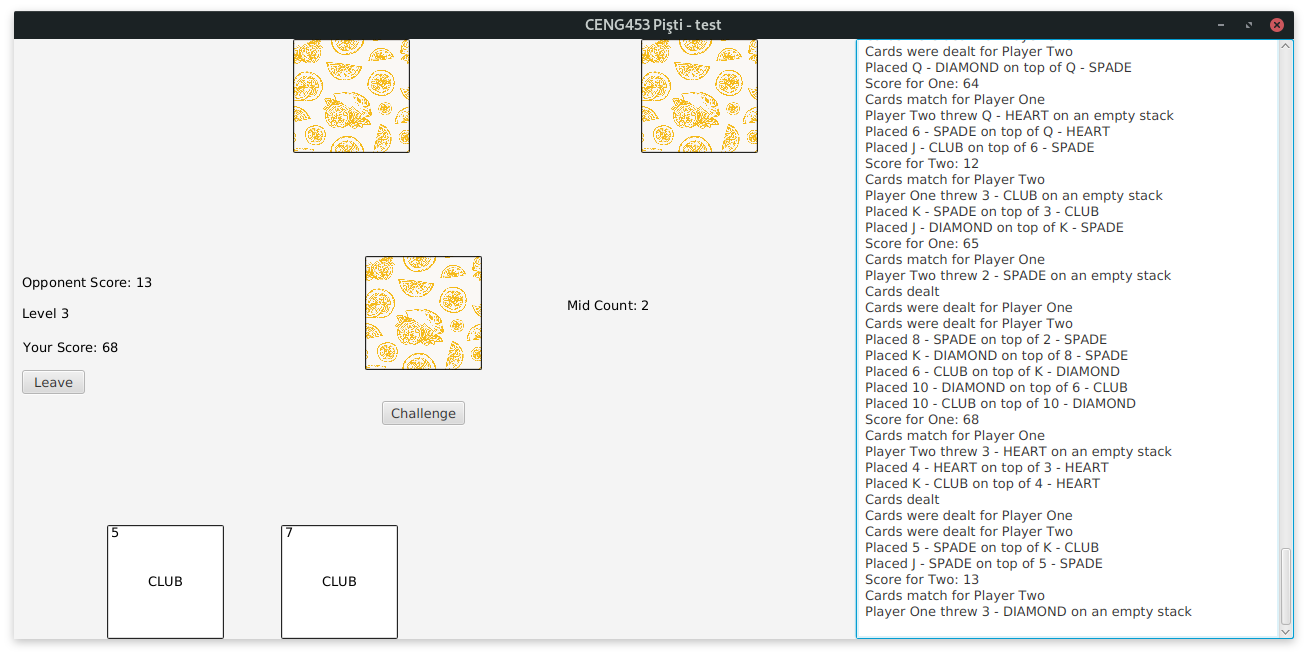 CENG453 Pişti - test
Opponent Score: 13
Level 3
Your Score: 68
Leave
Mid Count: 2
Challenge
5
CLUB
7
CLUB
Cards were dealt for Player Two
Placed Q - DIAMOND on top of Q - SPADE
Score for One: 64
Cards match for Player One
Player Two threw Q - HEART on an empty stack
Placed 6 - SPADE on top of Q - HEART
Placed J - CLUB on top of 6 - SPADE
Score for Two: 12
Cards match for Player Two
Player One threw 3 - CLUB on an empty stack
Placed K - SPADE on top of 3 - CLUB
Placed J - DIAMOND on top of K - SPADE
Score for One: 65
Cards match for Player One
Player Two threw 2 - SPADE on an empty stack
Cards dealt
Cards were dealt for Player One
Cards were dealt for Player Two
Placed 8 - SPADE on top of 2 - SPADE
Placed K - DIAMOND on top of 8 - SPADE
Placed 6 - CLUB on top of K - DIAMOND
Placed 10 - DIAMOND on top of 6 - CLUB
Placed 10 - CLUB on top of 10 - DIAMOND
Score for One: 68
Cards match for Player One
Player Two threw 3 - HEART on an empty stack
Placed 4 - HEART on top of 3 - HEART
Placed K - CLUB on top of 4 - HEART
Cards dealt
Cards were dealt for Player One
Cards were dealt for Player Two
Placed 5 - SPADE on top of K - CLUB
Placed J - SPADE on top of 5 - SPADE
Score for Two: 13
Cards match for Player Two
Player One threw 3 - DIAMOND on an empty stack